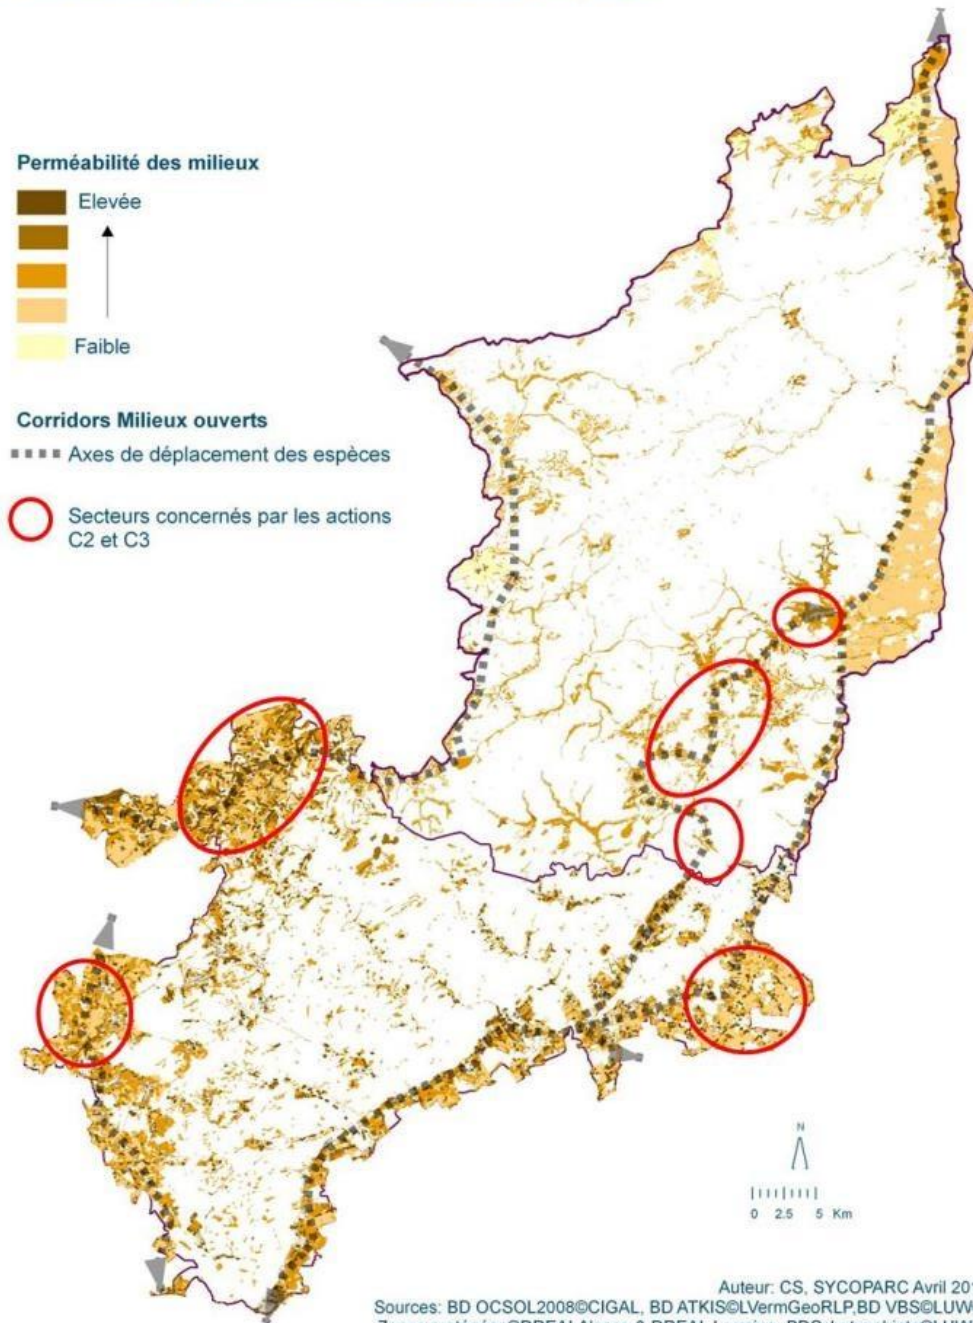 Perméabilité des milieux
Elevée
Faible
Corridors Milieux ouverts
Axes de déplacement des espèces
Secteurs concernés par les actions
C2 et C3
N
0 2.5 5 Km
Auteur: CS, SYCOPARC Avril
Sources: BD OCSOL2008©CIGAL, BD ATKIS©LVermGeoRLP,BD VBS©LUW